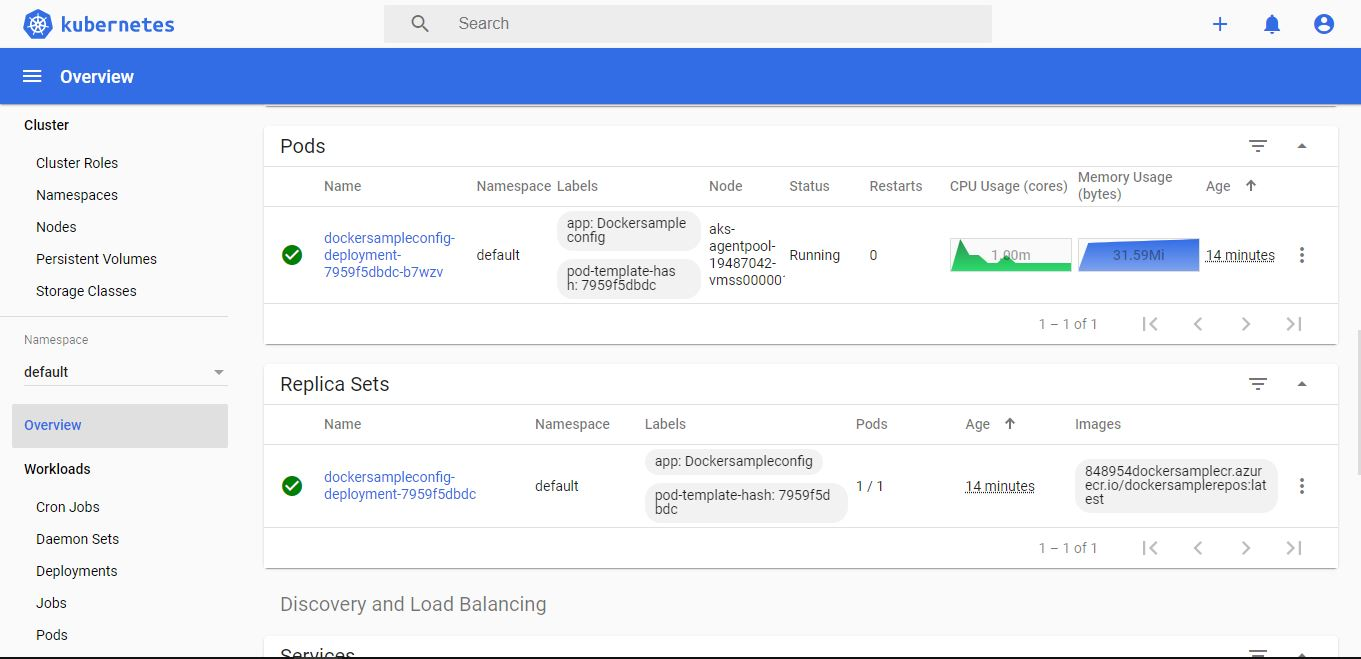 kubernetes
Search
Overview
Cluster
Cluster Roles
Namespaces
Nodes
Persistent Volumes
Storage Classes
Namespace
default
Overview
Workloads
Cron Jobs
Daemon Sets
Deployments
Jobs
Pods
Pods
Name Namespace Labels Node Status Restarts CPU Usage (cores) Memory Usage
(bytes) Age
dockersampleconfig-
deployment-
7959f5dbdc-b7wzv
default
app: Dockersample
config
pod-template-has
h: 7959f5dbdc
aks-
agentpool-
19487042-
vmss00000
Running
0
1.00m
31.59Mi
14 minutes
1 – 1 of 1
Replica Sets
Name Namespace Labels Pods Age Images
dockersampleconfig-
deployment-7959f5dbdc
default
app: Dockersampleconfig
pod-template-hash: 7959f5d
bdc
1 / 1
14 minutes
848954dockersamplecr.azur
ecr.io/dockersamplerepos:lat
est
1 – 1 of 1
Discovery and Load Balancing
Services